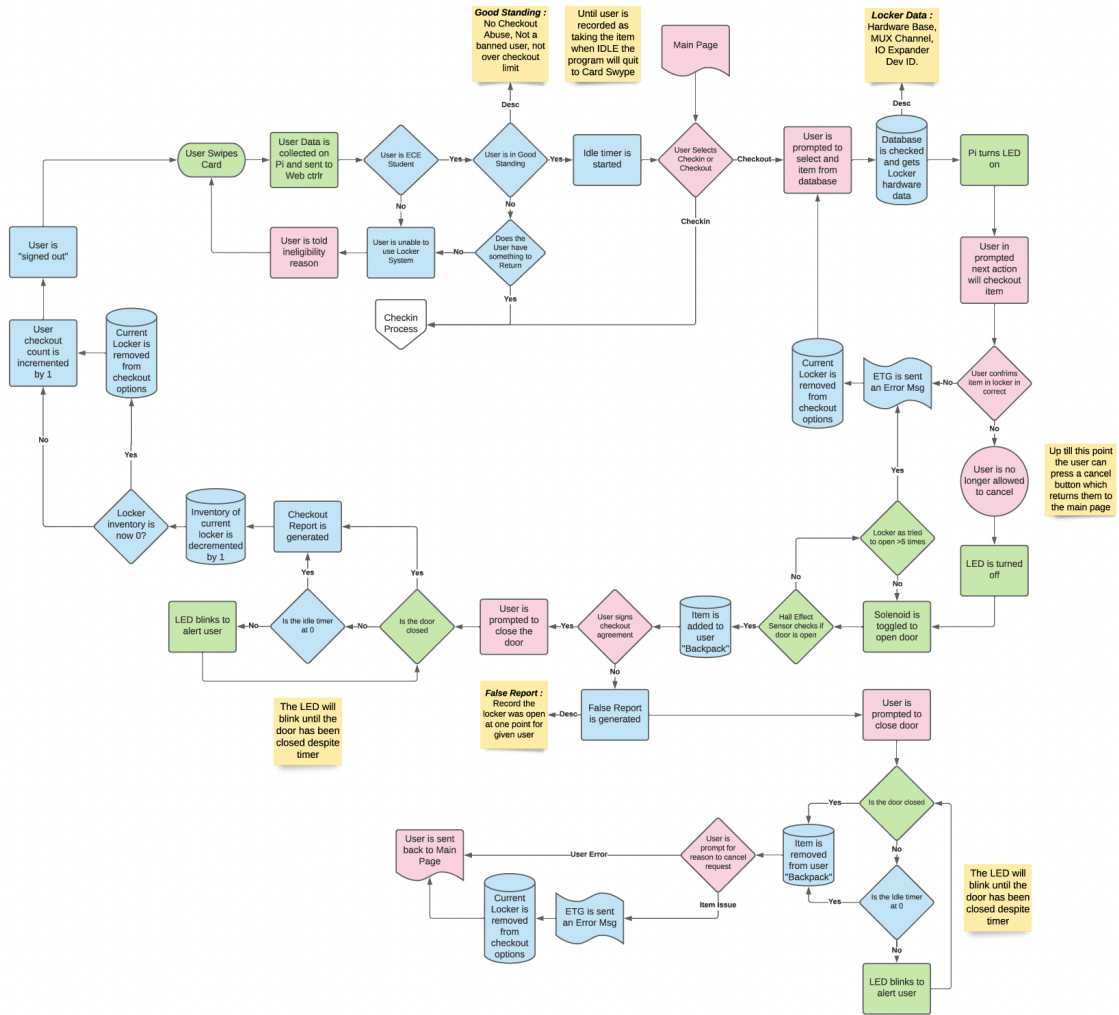 Good Standing :
No Checkout
Abuse, Not a
banned user, not
over checkout
limit
Until user is
recorded as
taking the item
when IDLE the
program will quit
to Card Swype
Main Page
Locker Data :
Hardware Base,
MUX Channel,
IO Expander
Dev ID.
Desc
Desc
User Swipes
Card
User Data is
collected on
Pi and sent to
Web ctrlr
User is ECE
Student
Yes
User is in Good
Standing
Yes
Idle timer is
started
User Selects
Checkin or
Checkout
Checkout
User is
prompted to
select and
item from
database
Database
is checked
and gets
Locker
hardware
data
Pi turns LED
on
No
No
Checkin
User is
"signed out"
User is told
ineligibility
reason
User is unable to
use Locker
System
No
Does the
User have
something to
Return
Yes
User in
prompted
next action
will checkout
item
Checkin
Process
User
checkout
count is
incremented
by 1
Current
Locker is
removed
from
checkout
options
Current
Locker is
removed
from
checkout
options
ETG is sent
an Error Msg
No
User confrims
item in locker in
correct
No
No
Yes
Yes
User is no
longer allowed
to cancel
Up till this point
the user can
press a cancel
button which
returns them to
the main page
Locker
inventory is
now 0?
Inventory of
current
locker is
decremented
by 1
Checkout
Report is
generated
Locker as tried
to open >5 times
LED is turned
off
Yes
Yes
No
No
LED blinks to
alert user
No
Is the idle timer
at 0
No
Is the door
closed
User is
prompted to
close the
door
Yes
User signs
checkout
agreement
Item is
added to
user
"Backpack"
Yes
Hall Effect
Sensor checks if
door is open
Solenoid is
toggled to
open door
No
The LED will
blink until the
door has been
closed despite
timer
False Report :
Record the
locker was open
at one point for
given user
Desc
False Report
is generated
User is
prompted to
close door
Is the door closed
Yes
No
User is sent
back to Main
Page
User Error
User is
prompt for
reason to cancel
request
Item is
removed
from user
"Backpack"
Item Issue
Yes
Is the Idle timer
at 0
The LED will
blink until the
door has been
closed despite
timer
Current
Locker is
removed
from
checkout
options
ETG is sent
an Error Msg
No
LED blinks to
alert user